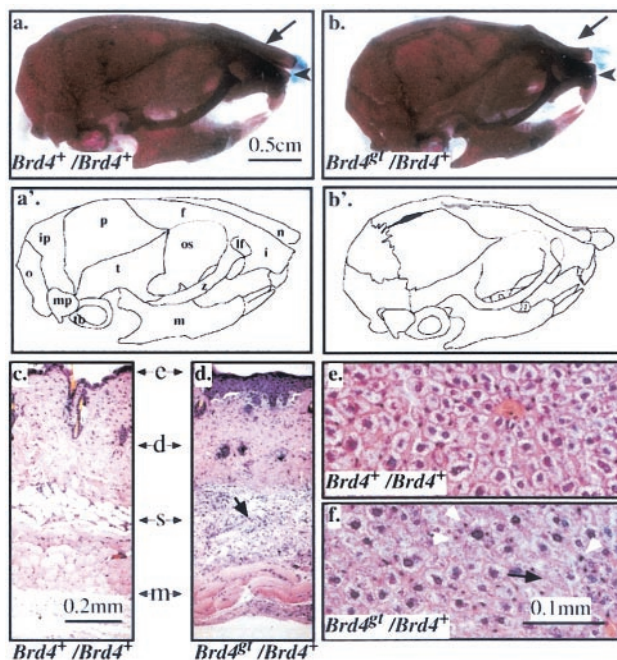 a.
b.
Brd4+/Brd4+
0.5cm
Brd4gt/Brd4+
a'.
b'.
f
p
n
ip
os
lf
i
o
t
z
mp
tb
m
c.
e
d.
e.
d
Brd4+/Brd4+
s
f.
m
0.2mm
0.1mm
Brd4+/Brd4+
Brd4gt/Brd4+
Brd4gt/Brd4+